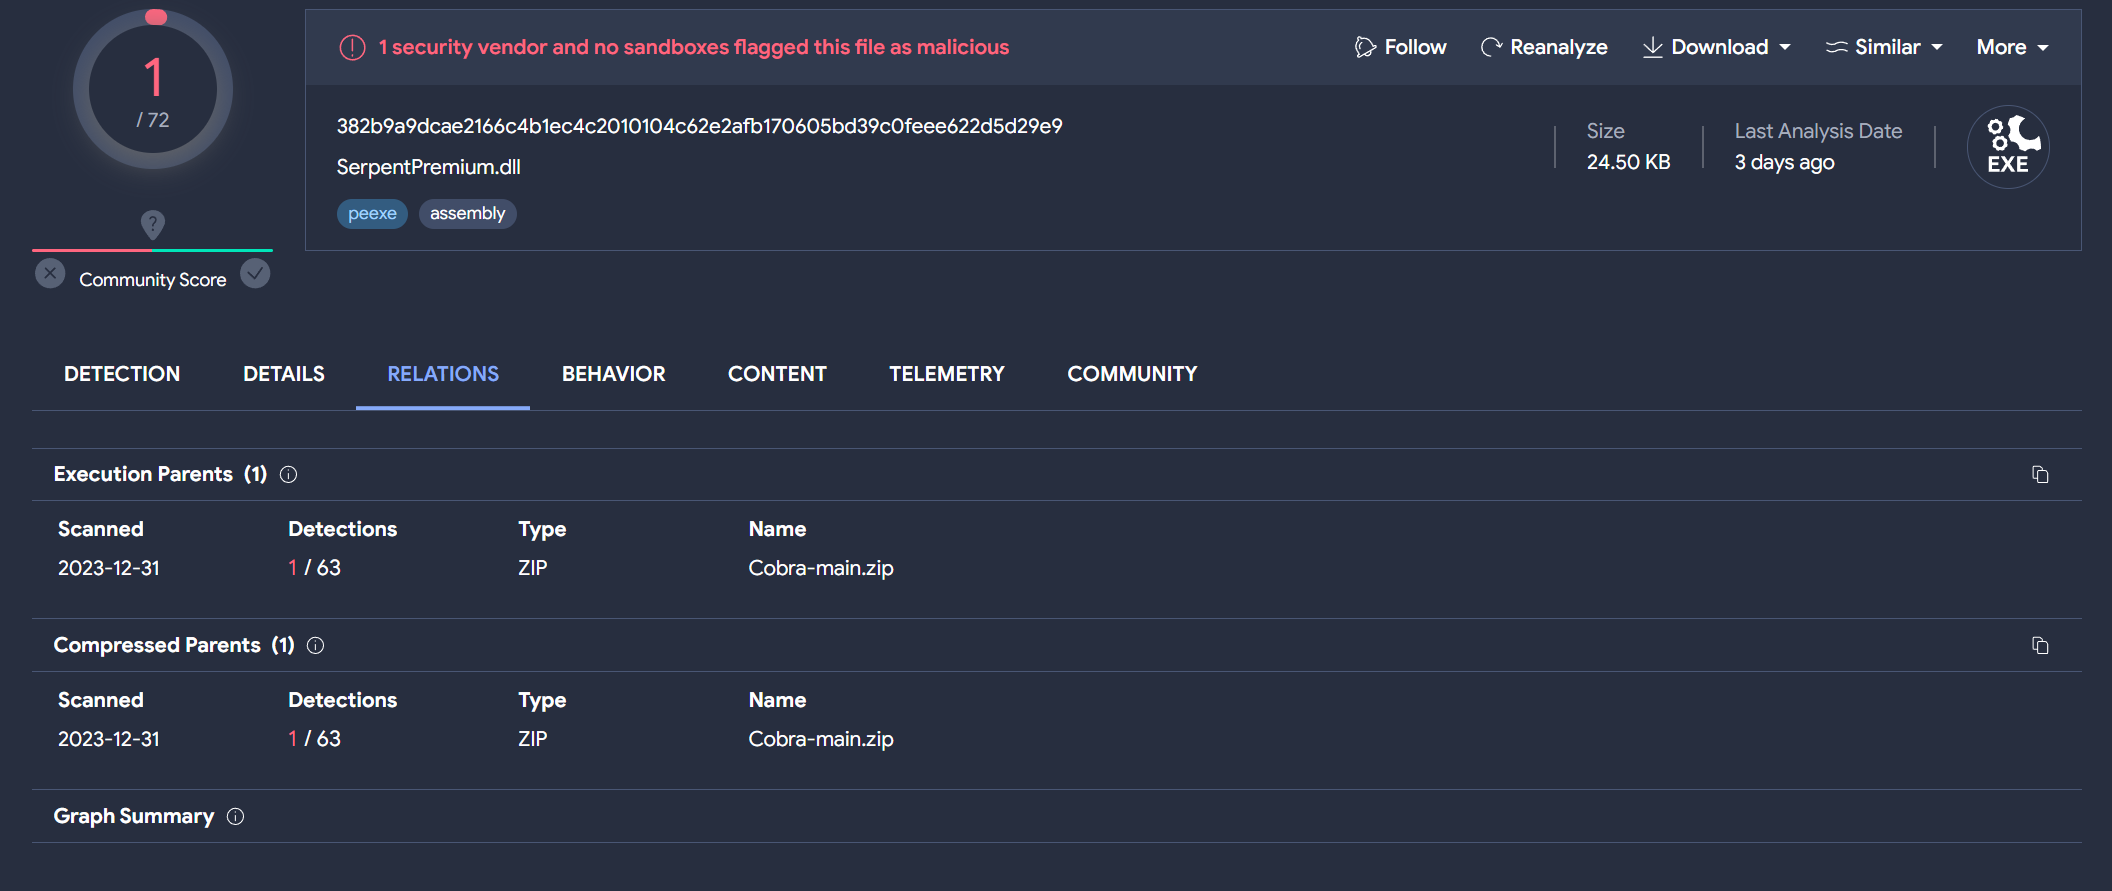 1
/ 72
Community Score
1 security vendor and no sandboxes flagged this file as malicious
Follow
Reanalyze
Download
Similar
More
382b9a9dcae2166c4b1ec4c2010104c62e2afb170605bd39c0feee622d5d29e9
SerpentPremium.dll
peexe
assembly
Size
24.50 KB
Last Analysis Date
3 days ago
EXE
DETECTION
DETAILS
RELATIONS
BEHAVIOR
CONTENT
TELEMETRY
COMMUNITY
Execution Parents (1)
Scanned Detections Type Name
2023-12-31 1 / 63 ZIP Cobra-main.zip
Compressed Parents (1)
Scanned Detections Type Name
2023-12-31 1 / 63 ZIP Cobra-main.zip
Graph Summary